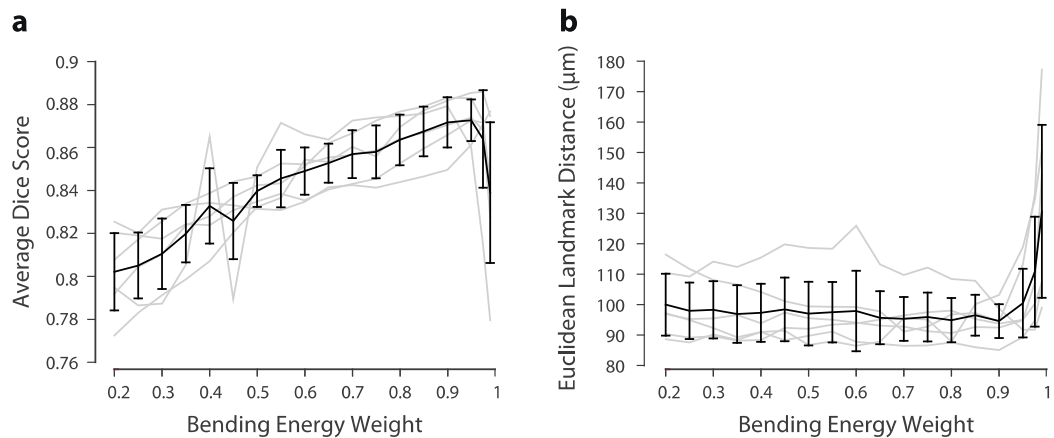 a
b
Average Dice Score
0.9
0.88
0.86
0.84
0.82
0.8
0.78
0.76
0.2 0.3 0.4 0.5 0.6 0.7 0.8 0.9 1
Bending Energy Weight
Euclidean Landmark Distance (μm)
180
170
160
150
140
130
120
110
100
90
80
0.2 0.3 0.4 0.5 0.6 0.7 0.8 0.9 1
Bending Energy Weight